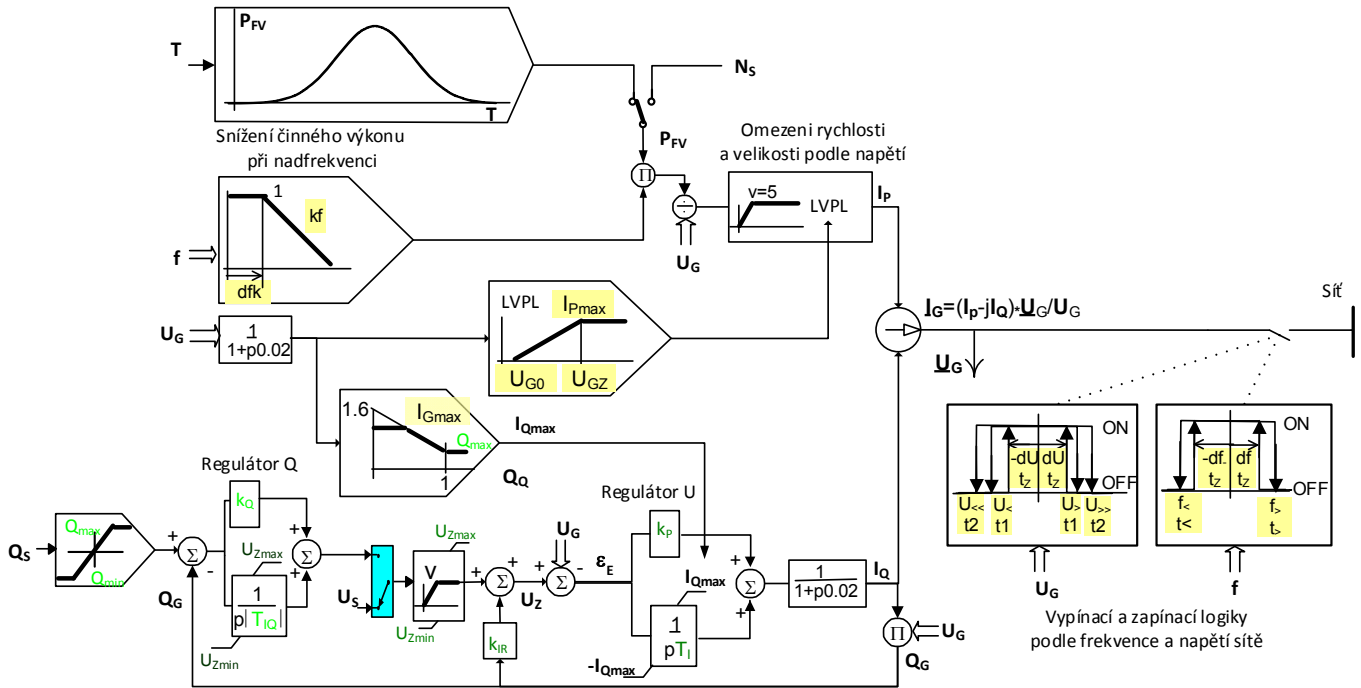 P_FV
T
T
N_S
Snížení činného výkonu
při nadfrekvenci
P_FV
Omezeni rychlosti
a velikosti podle napětí
1
kf
f
dfk
Π
÷
U_G
v=5
LVPL
I_P
LVPL
I_Pmax
U_G0
U_GZ
U_G
1
1+p0.02
I_G=(I_p-jI_Q)*U_G/U_G
Síť
U_G
1.6
I_Gmax
Q_max
1
I_Qmax
Q_Q
ON
OFF
-dU
dU
t_Z
t_Z
U_<<
U_<
U_>
U_>>
t2
t1
t1
t2
U_G
ON
OFF
-df
df
t_Z
t_Z
f_<
f_>
t<
t_>
f
Vypínací a zapínací logiky
podle frekvence a napětí sítě
Regulátor Q
k_Q
Q_S
Q_max
Q_min
+
Σ
-
Q_G
U_Zmax
1
p|T_IQ|
U_Zmin
+
+
Σ
U_S
U_Zmax
V
U_Zmin
+
Σ
+
+
U_Z
k_IR
U_G
+
Σ
-
ε_E
Regulátor U
k_P
I_Qmax
1
pT_I
-I_Qmax
+
+
Σ
1
1+p0.02
I_Q
Π
U_G
Q_G